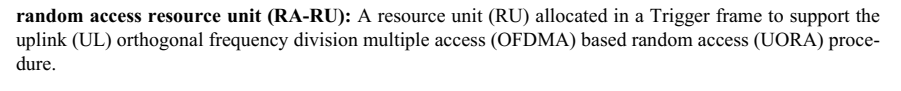 random access resource unit (RA-RU): A resource unit (RU) allocated in a Trigger frame to support the
uplink (UL) orthogonal frequency division multiple access (OFDMA) based random access (UORA) proce-
dure.